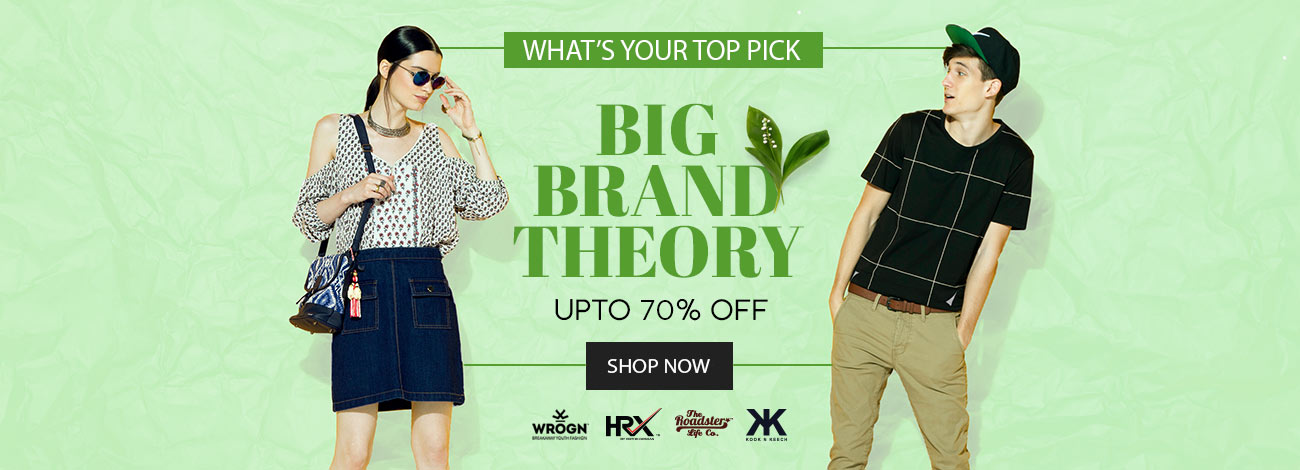 WHAT'S YOUR TOP PICK
BIG
BRAND
THEORY
UPTO 70% OFF
SHOP NOW
WROGN
BREAKAWAY YOUTH FASHION
HRX
The
Roadster
Life Co.
KOOK N KEECH